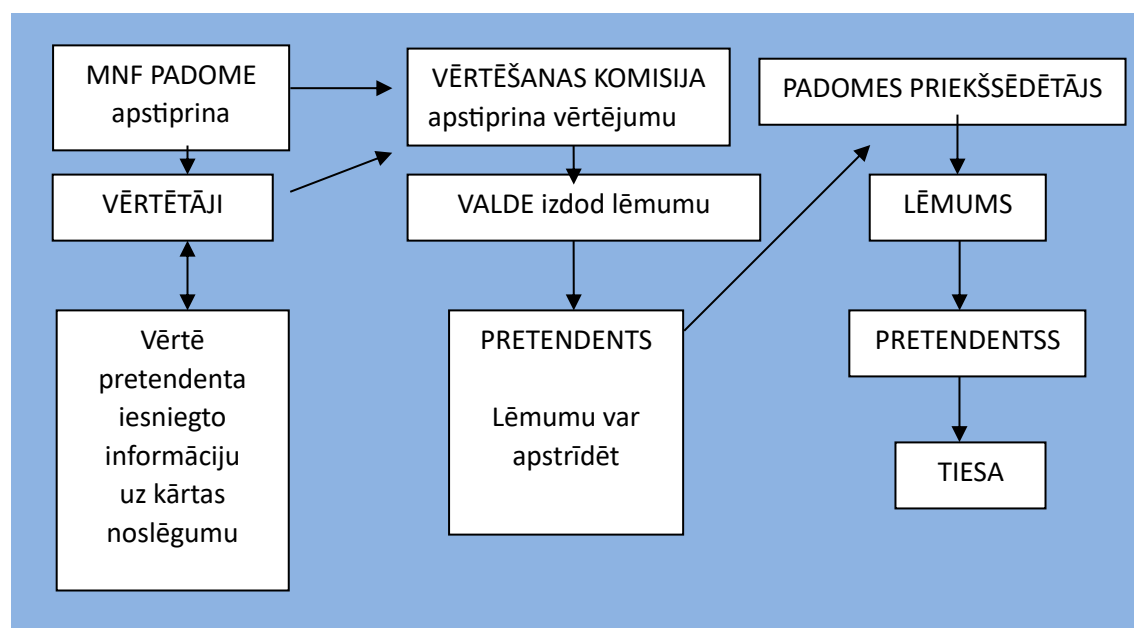 MNF PADOME
apstiprina
VĒRTĒTĀJI
Vērtē
pretendenta
iesniegto
informāciju
uz kārtas
noslēgumu
VĒRTĒŠANAS KOMISIJA
apstiprina vērtējumu
VALDE izdod lēmumu
PRETENDENTS
Lēmumu var
apstrīdēt
PADOMES PRIEKŠSĒDĒTĀJS
LĒMUMS
PRETENDENTSS
TIESA